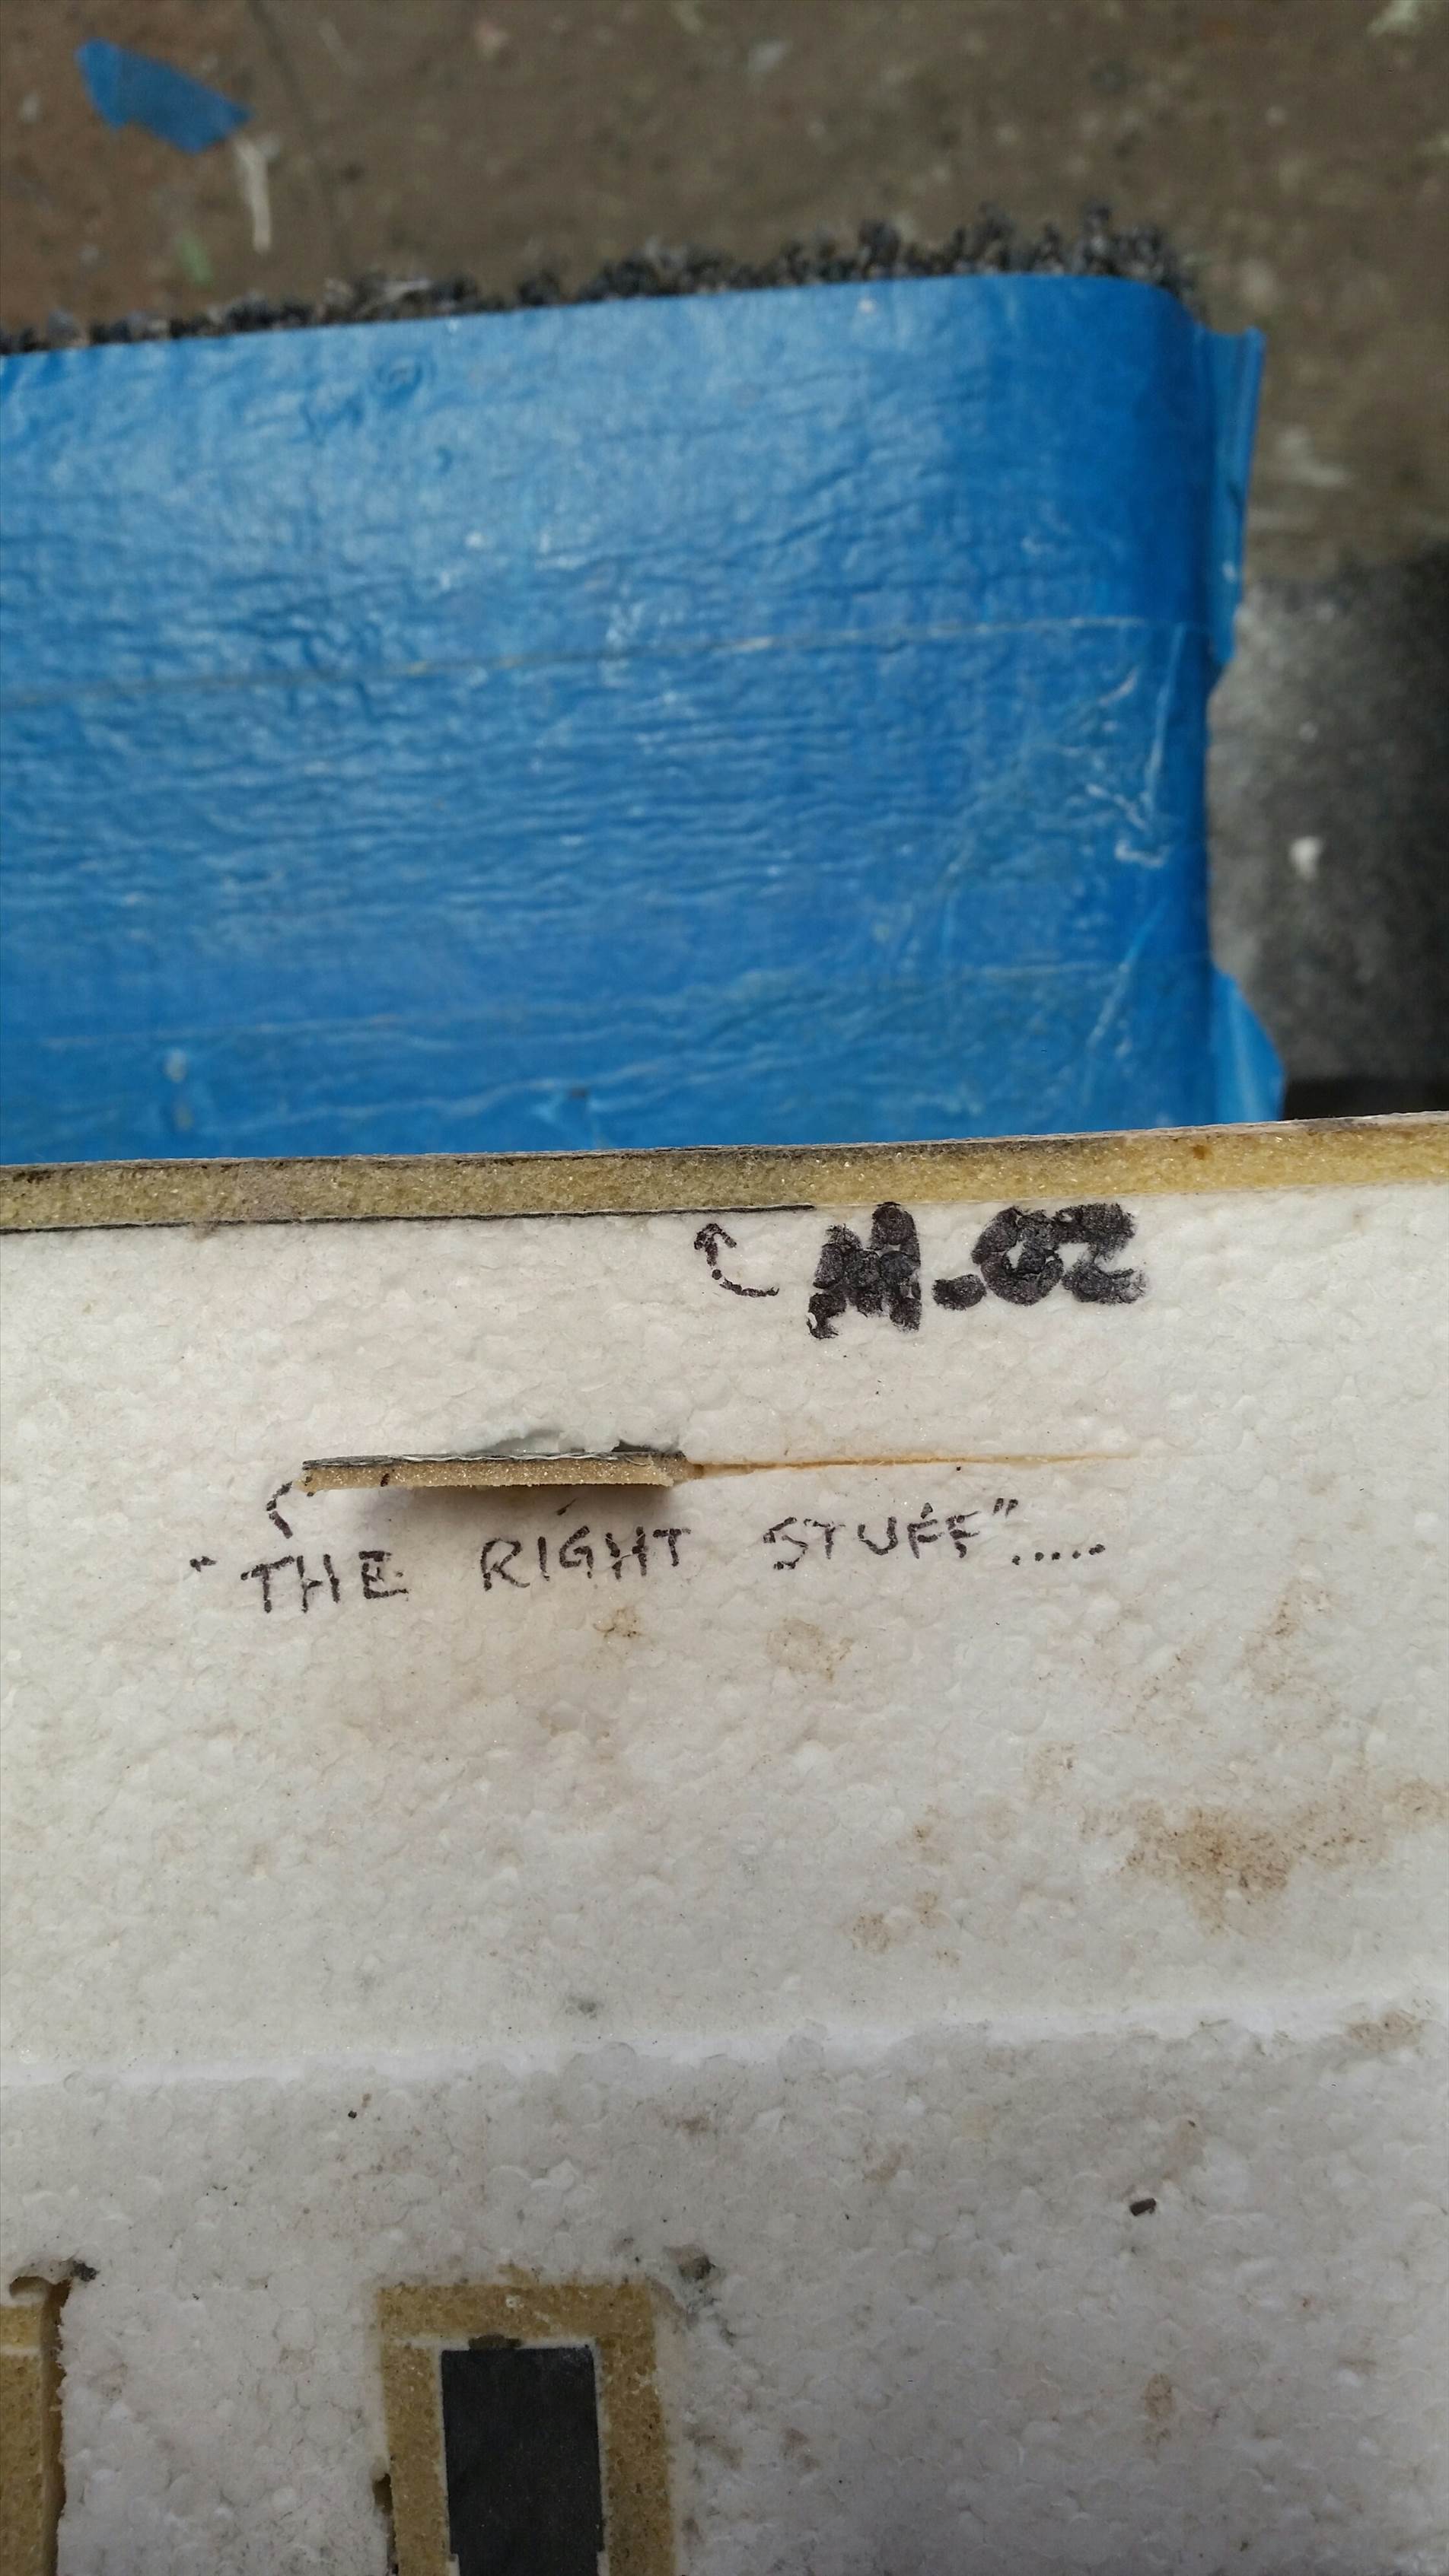 M-02
"THE RIGHT STUFF".....